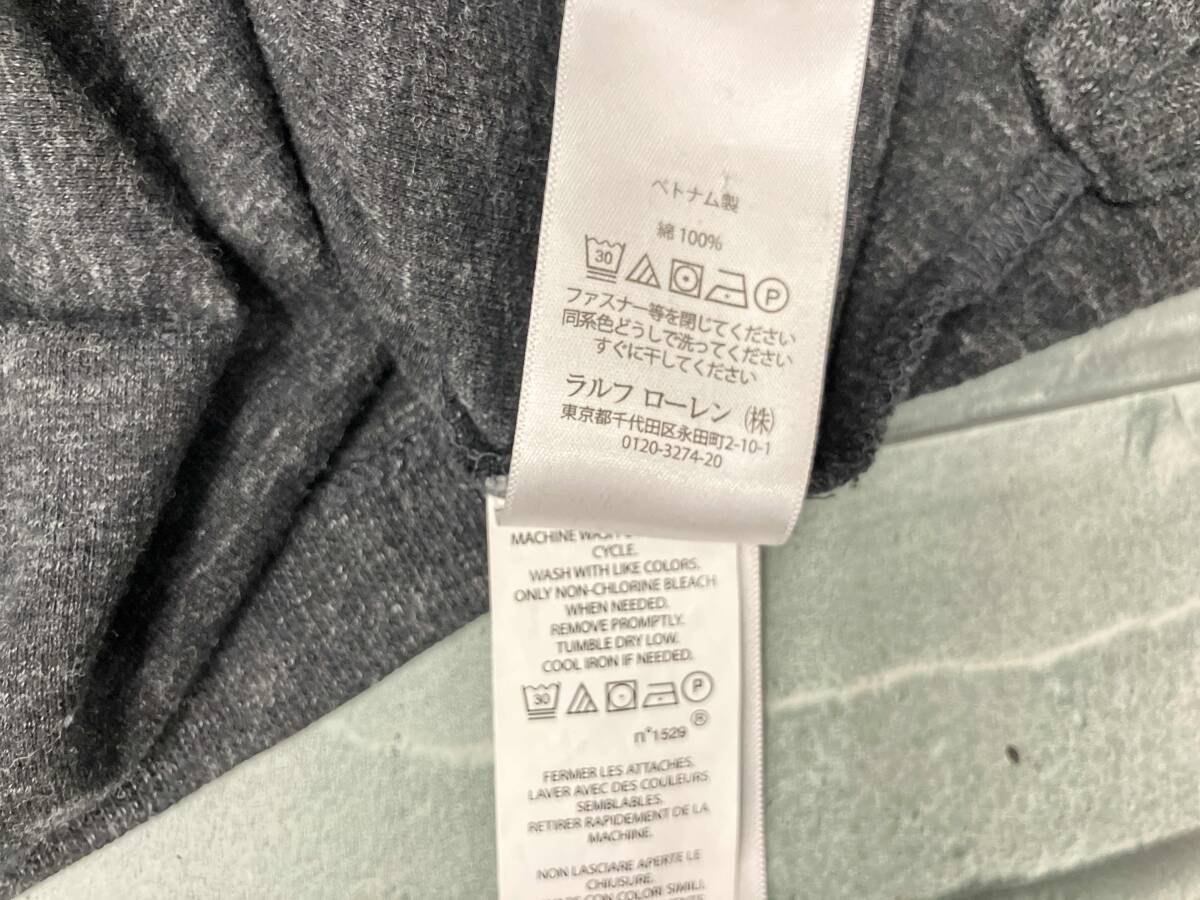 ベトナム製
綿 100%
30
P
ファスナー等を閉じてください
同系色どうしで洗ってください
すぐに干してください
ラルフ ローレン ㈱
東京都千代田区永田町2-10-1
0120-3274-20
MACHINE
CYCLE.
WASH WITH LIKE COLORS.
ONLY NON-CHLORINE BLEACH
WHEN NEEDED.
REMOVE PROMPTLY.
TUMBLE DRY LOW.
COOL IRON IF NEEDED.
30
P
n°1529 ®
FERMER LES ATTACHES.
LAVER AVEC DES COULEURS
SEMBLABLES.
RETIRER RAPIDEMENT DE LA
MACHINE.
NON LASCIARE APERTE LE
CHIUSURE.
CON COLOR SIMILI.